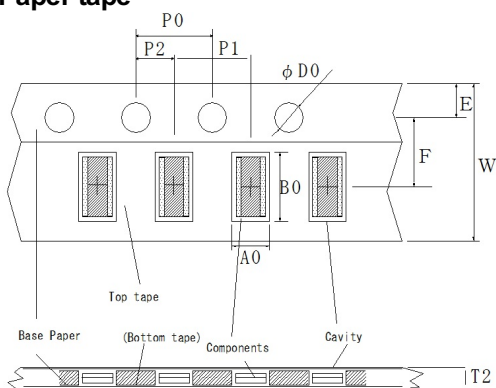 Paper tape
P0
P2 P1
φD0
E
F
W
B0
A0
Top tape
Base Paper
(Bottom tape)
Components
Cavity
T2